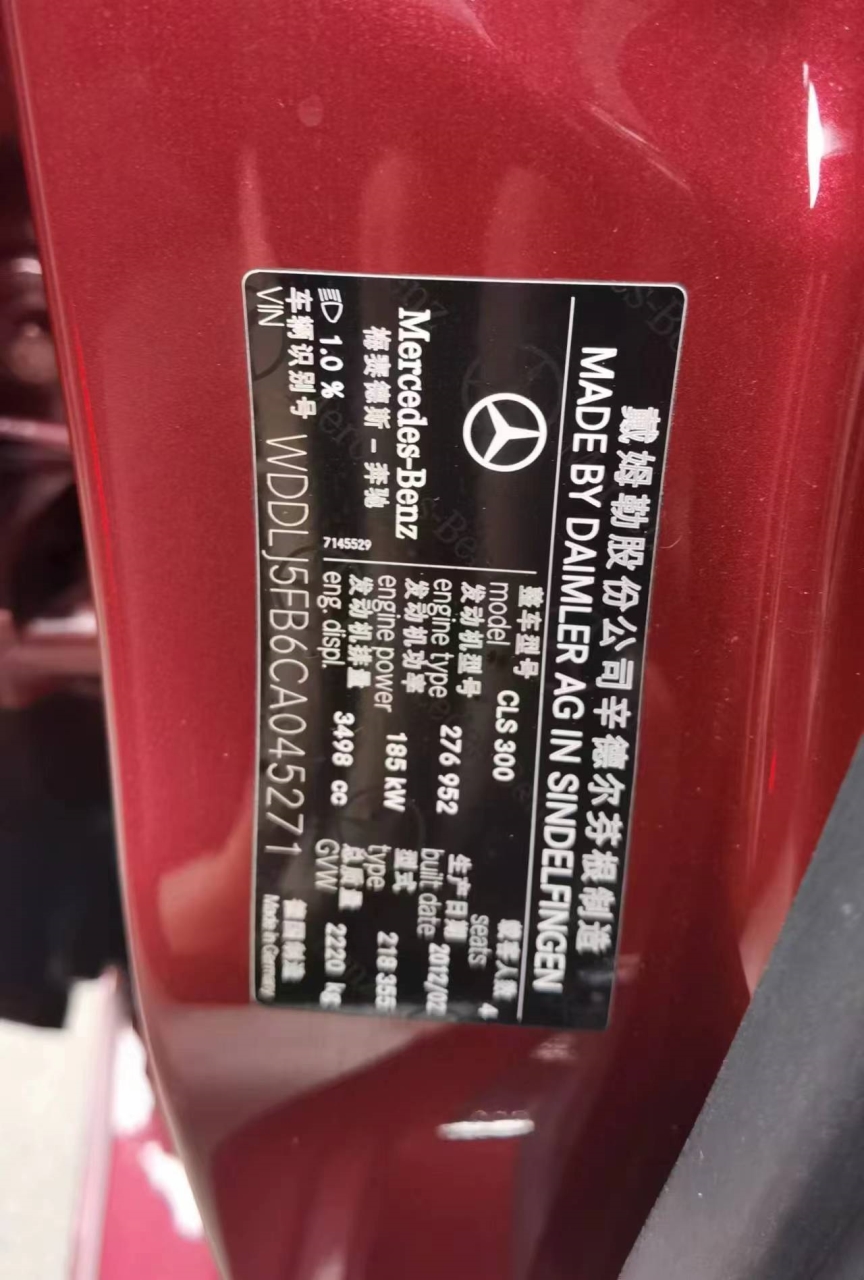 戴姆勒股份公司辛德尔芬根制造
MADE BY DAIMLER AG IN SINDELFINGEN
Mercedes-Benz
梅赛德斯-奔驰
7145529
1.0 %
整车型号
model CLS 300
乘客人数
seats 4
发动机型号
engine type 276 952
生产日期
built date 2012/02
发动机功率
engine power 185 kW
型式
type 218 355
发动机排量
eng. displ. 3498 cc
总质量
GVW 2220 kg
车辆识别号
VIN WDDLJ5FB6CA045271
德国制造
Made in Germany